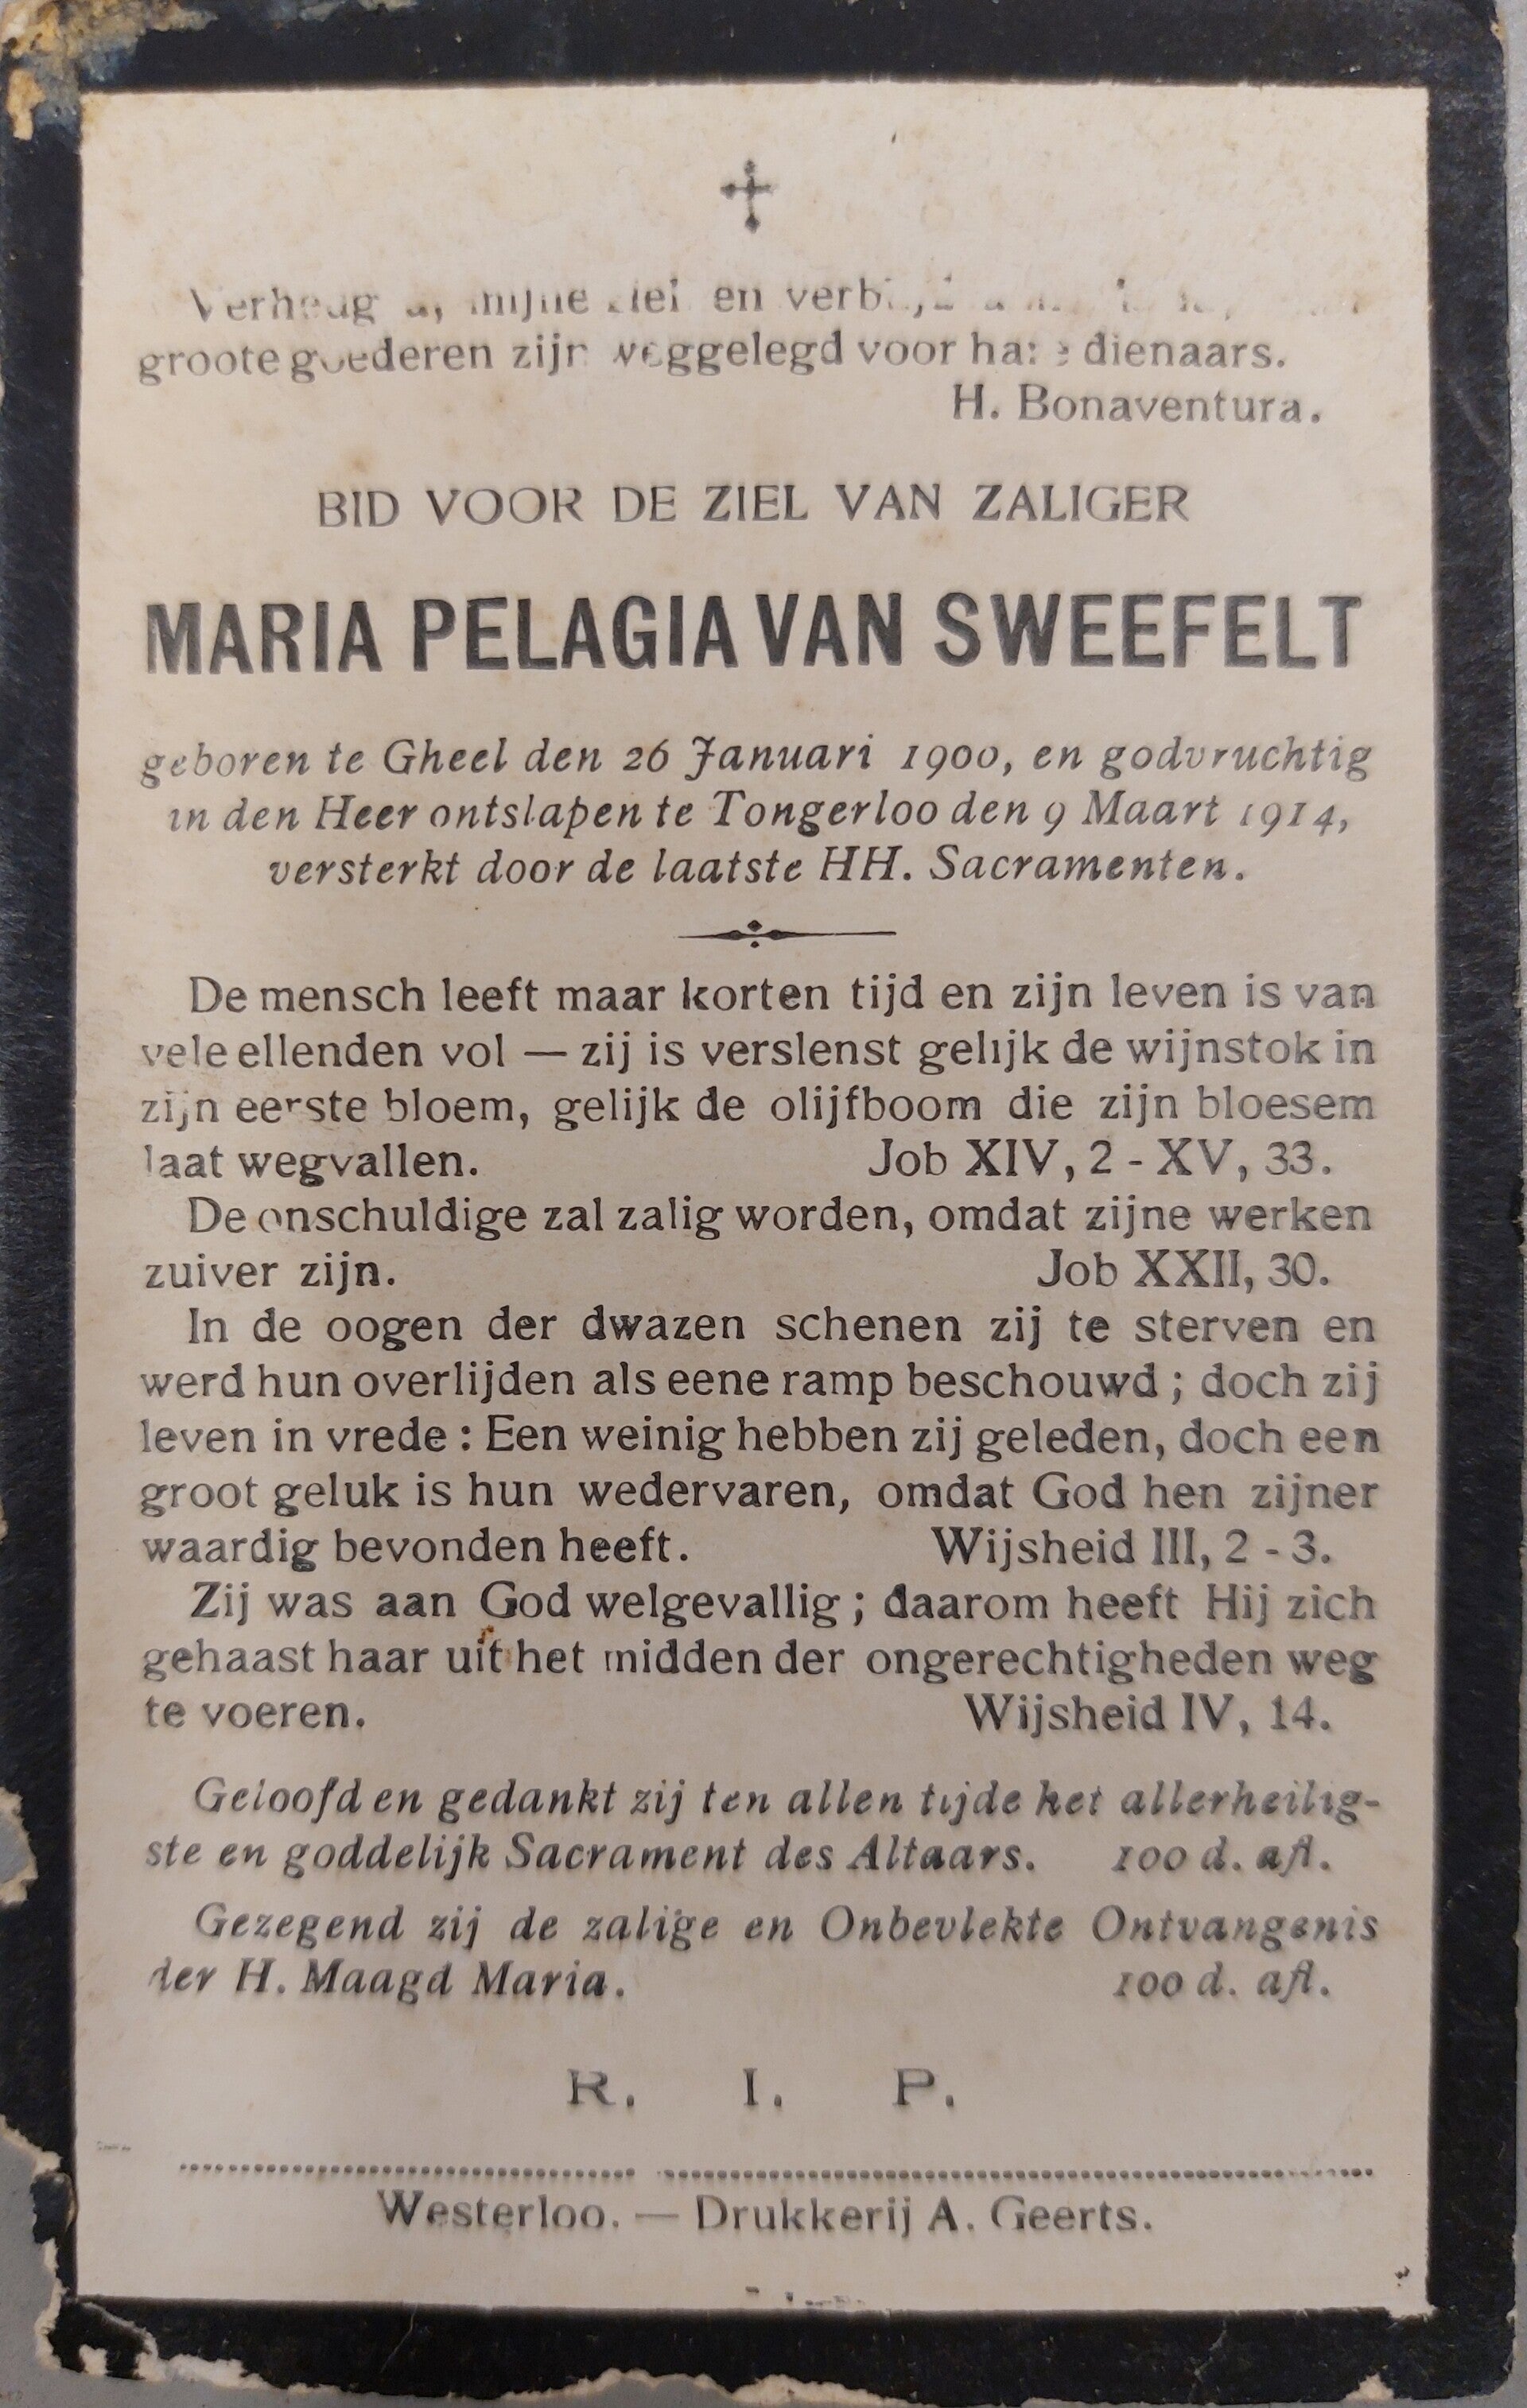 Verheug u, mijne ziel en
groote goederen zijn weggelegd voor hare dienaars.
H. Bonaventura.
BID VOOR DE ZIEL VAN ZALIGER
MARIA PELAGIA VAN SWEEFELT
geboren te Gheel den 26 Januari 1900, en godvruchtig
in den Heer ontslapen te Tongerloo den 9 Maart 1914,
versterkt door de laatste HH. Sacramenten.
De mensch leeft maar korten tijd en zijn leven is van
vele ellenden vol — zij is verslenst gelijk de wijnstok in
zijn eerste bloem, gelijk de olijfboom die zijn bloesem
laat wegvallen. Job XIV, 2 - XV, 33.
De onschuldige zal zalig worden, omdat zijne werken
zuiver zijn. Job XXII, 30.
In de oogen der dwazen schenen zij te sterven en
werd hun overlijden als eene ramp beschouwd ; doch zij
leven in vrede : Een weinig hebben zij geleden, doch een
groot geluk is hun wedervaren, omdat God hen zijner
waardig bevonden heeft. Wijsheid III, 2 - 3.
Zij was aan God welgevallig ; daarom heeft Hij zich
gehaast haar uit het midden der ongerechtigheden weg
te voeren. Wijsheid IV, 14.
Geloofd en gedankt zij ten allen tijde het allerheilig-
ste en goddelijk Sacrament des Altaars. 100 d. afl.
Gezegend zij de zalige en Onbevlekte Ontvangenis
der H. Maagd Maria. 100 d. afl.
R. I. P.
Westerloo. — Drukkerij A. Geerts.